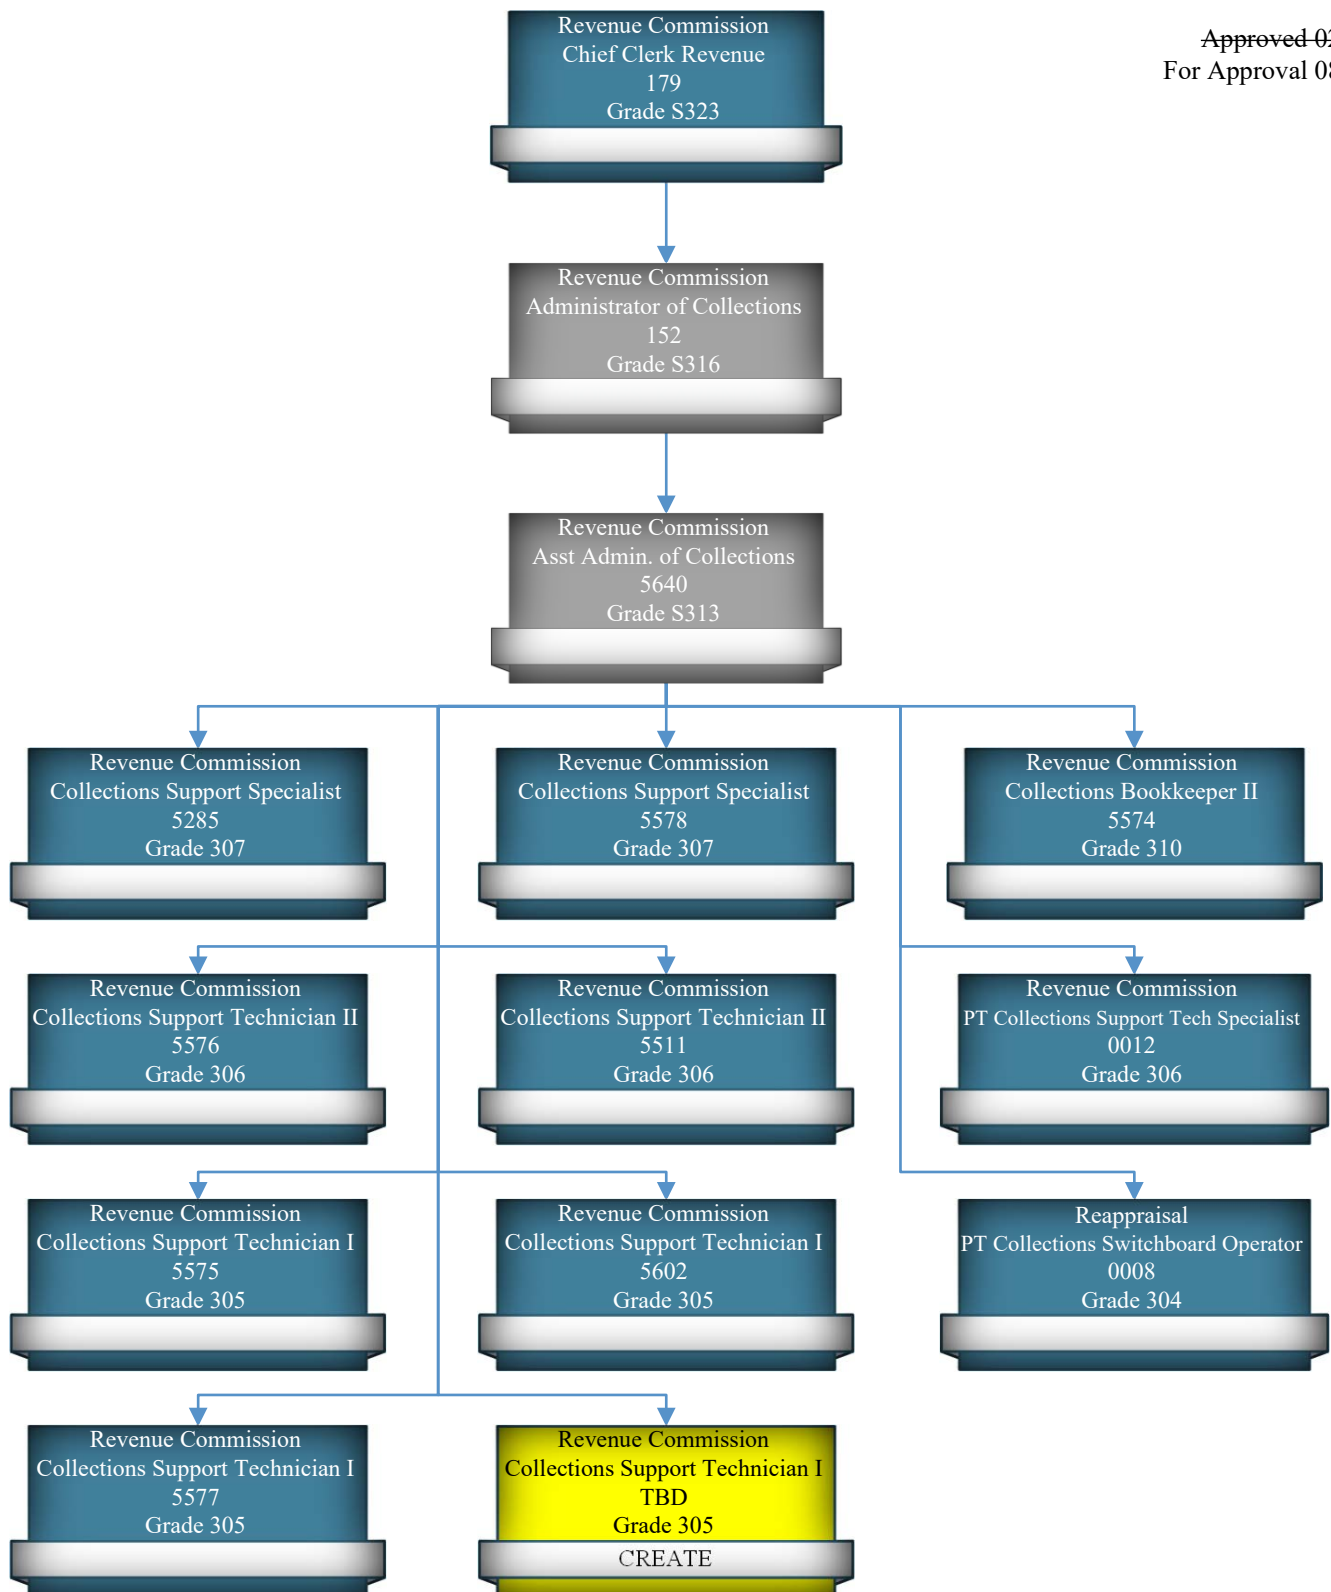 Approved 02
For Approval 08
Revenue Commission
Chief Clerk Revenue
179
Grade S323
Revenue Commission
Administrator of Collections
152
Grade S316
Revenue Commission
Asst Admin. of Collections
5640
Grade S313
Revenue Commission
Collections Support Specialist
5285
Grade 307
Revenue Commission
Collections Support Specialist
5578
Grade 307
Revenue Commission
Collections Bookkeeper II
5574
Grade 310
Revenue Commission
Collections Support Technician II
5576
Grade 306
Revenue Commission
Collections Support Technician II
5511
Grade 306
Revenue Commission
PT Collections Support Tech Specialist
0012
Grade 306
Revenue Commission
Collections Support Technician I
5575
Grade 305
Revenue Commission
Collections Support Technician I
5602
Grade 305
Reappraisal
PT Collections Switchboard Operator
0008
Grade 304
Revenue Commission
Collections Support Technician I
5577
Grade 305
Revenue Commission
Collections Support Technician I
TBD
Grade 305
CREATE